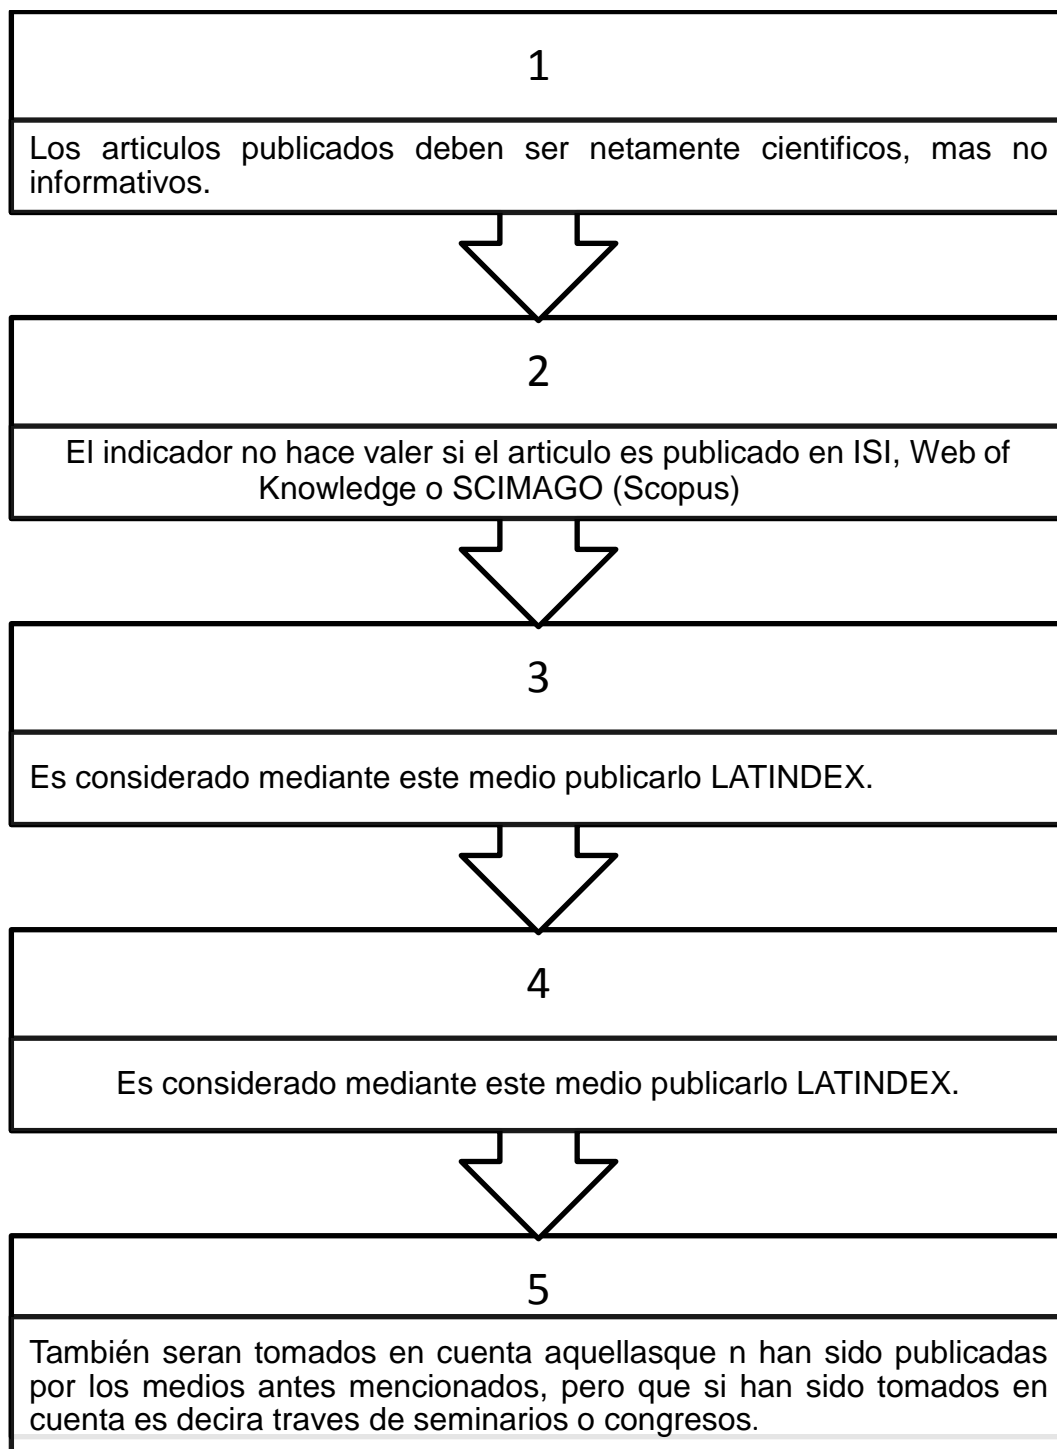 1
Los articulos publicados deben ser netamente cientificos, mas no
informativos.
2
El indicador no hace valer si el articulo es publicado en ISI, Web of
Knowledge o SCIMAGO (Scopus)
3
Es considerado mediante este medio publicarlo LATINDEX.
4
Es considerado mediante este medio publicarlo LATINDEX.
5
También seran tomados en cuenta aquellasque n han sido publicadas
por los medios antes mencionados, pero que si han sido tomados en
cuenta es decira traves de seminarios o congresos.